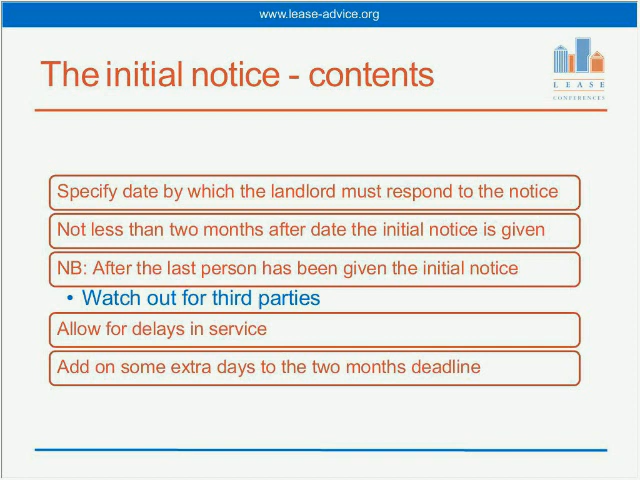 www.lease-advice.org
The initial notice - contents
LEASE
CONFERENCES
Specify date by which the landlord must respond to the notice
Not less than two months after date the initial notice is given
NB: After the last person has been given the initial notice
• Watch out for third parties
Allow for delays in service
Add on some extra days to the two months deadline